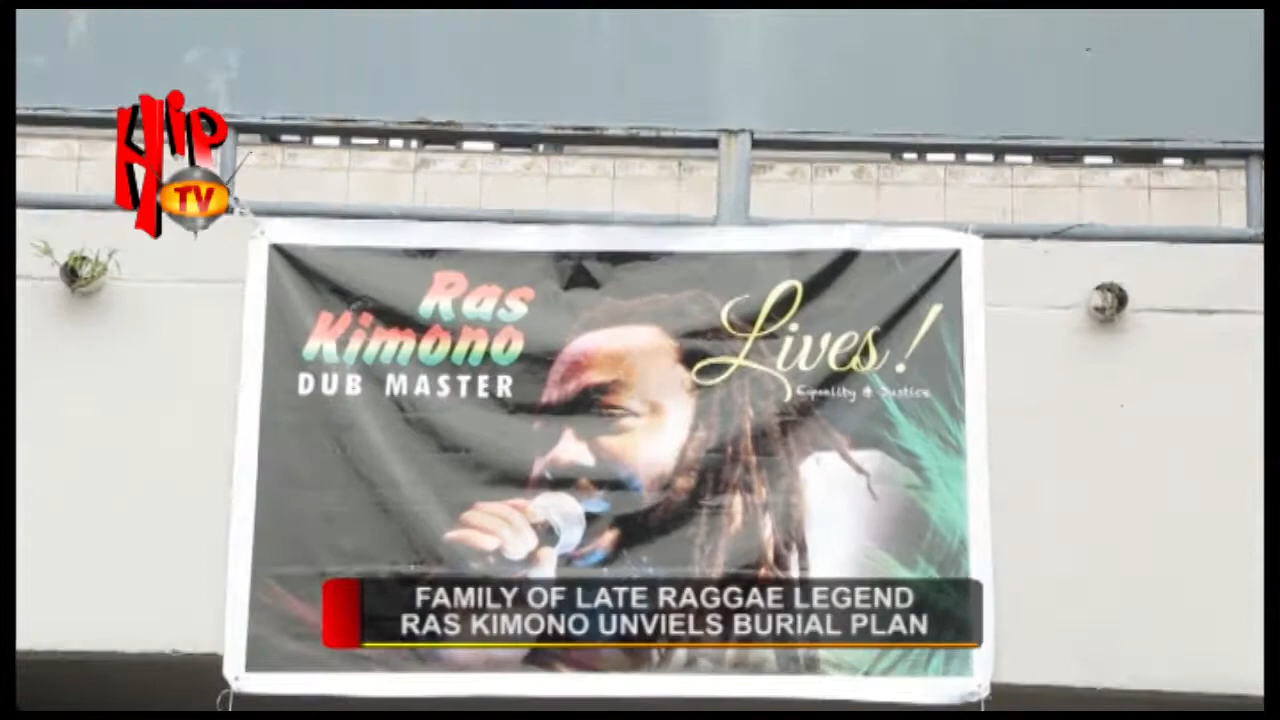 Hip
TV
Ras
Kimono
DUB MASTER
Lives!
Equality & Justice
FAMILY OF LATE RAGGAE LEGEND
RAS KIMONO UNVIELS BURIAL PLAN